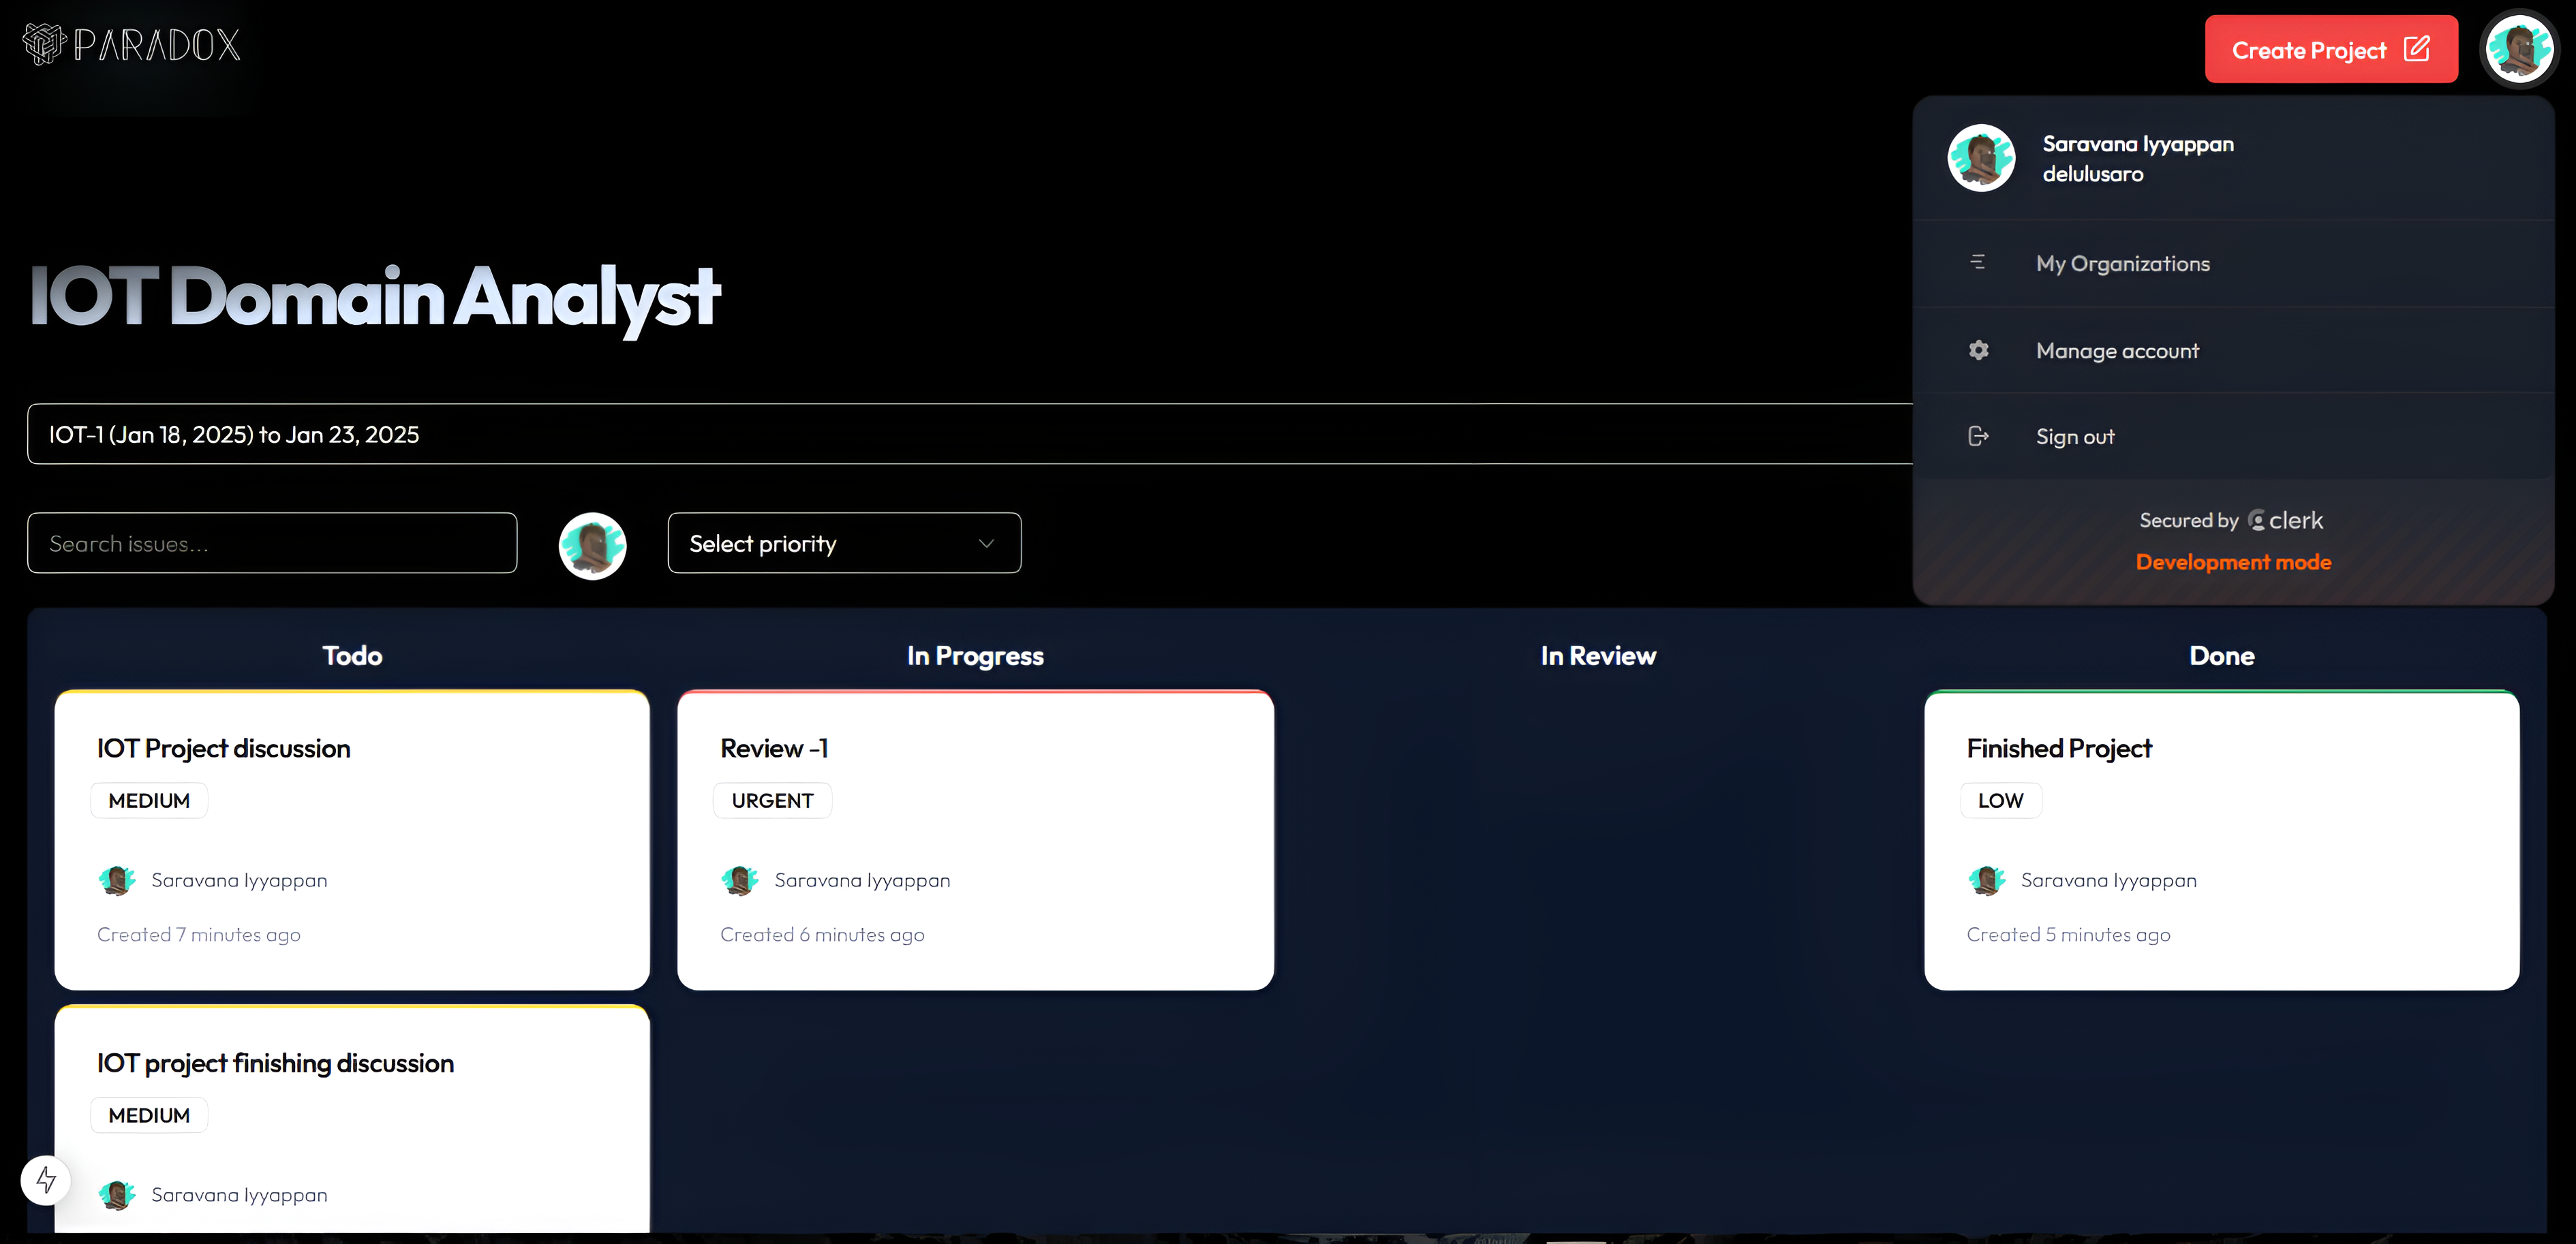 PARADOX
Create Project
Saravana Iyyappan
delulusaro
My Organizations
Manage account
Sign out
Secured by clerk
Development mode
IOT Domain Analyst
IOT-1 (Jan 18, 2025) to Jan 23, 2025
Search issues...
Select priority
Todo
In Progress
In Review
Done
IOT Project discussion
MEDIUM
Saravana Iyyappan
Created 7 minutes ago
IOT project finishing discussion
MEDIUM
Saravana Iyyappan
Review -1
URGENT
Saravana Iyyappan
Created 6 minutes ago
Finished Project
LOW
Saravana Iyyappan
Created 5 minutes ago